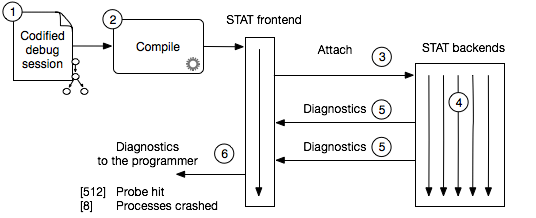 1
Codified
debug
session
2
Compile
STAT frontend
Attach
3
STAT backends
4
Diagnostics 5
Diagnostics 5
Diagnostics
to the programmer
6
[512] Probe hit
[8] Processes crashed